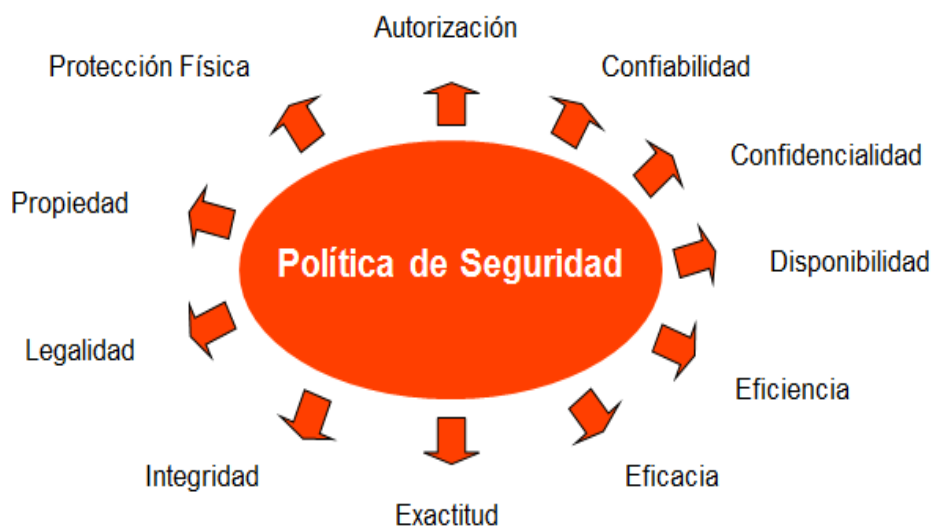 Autorización
Protección Física
Confiabilidad
Confidencialidad
Propiedad
Política de Seguridad
Disponibilidad
Legalidad
Eficiencia
Integridad
Eficacia
Exactitud